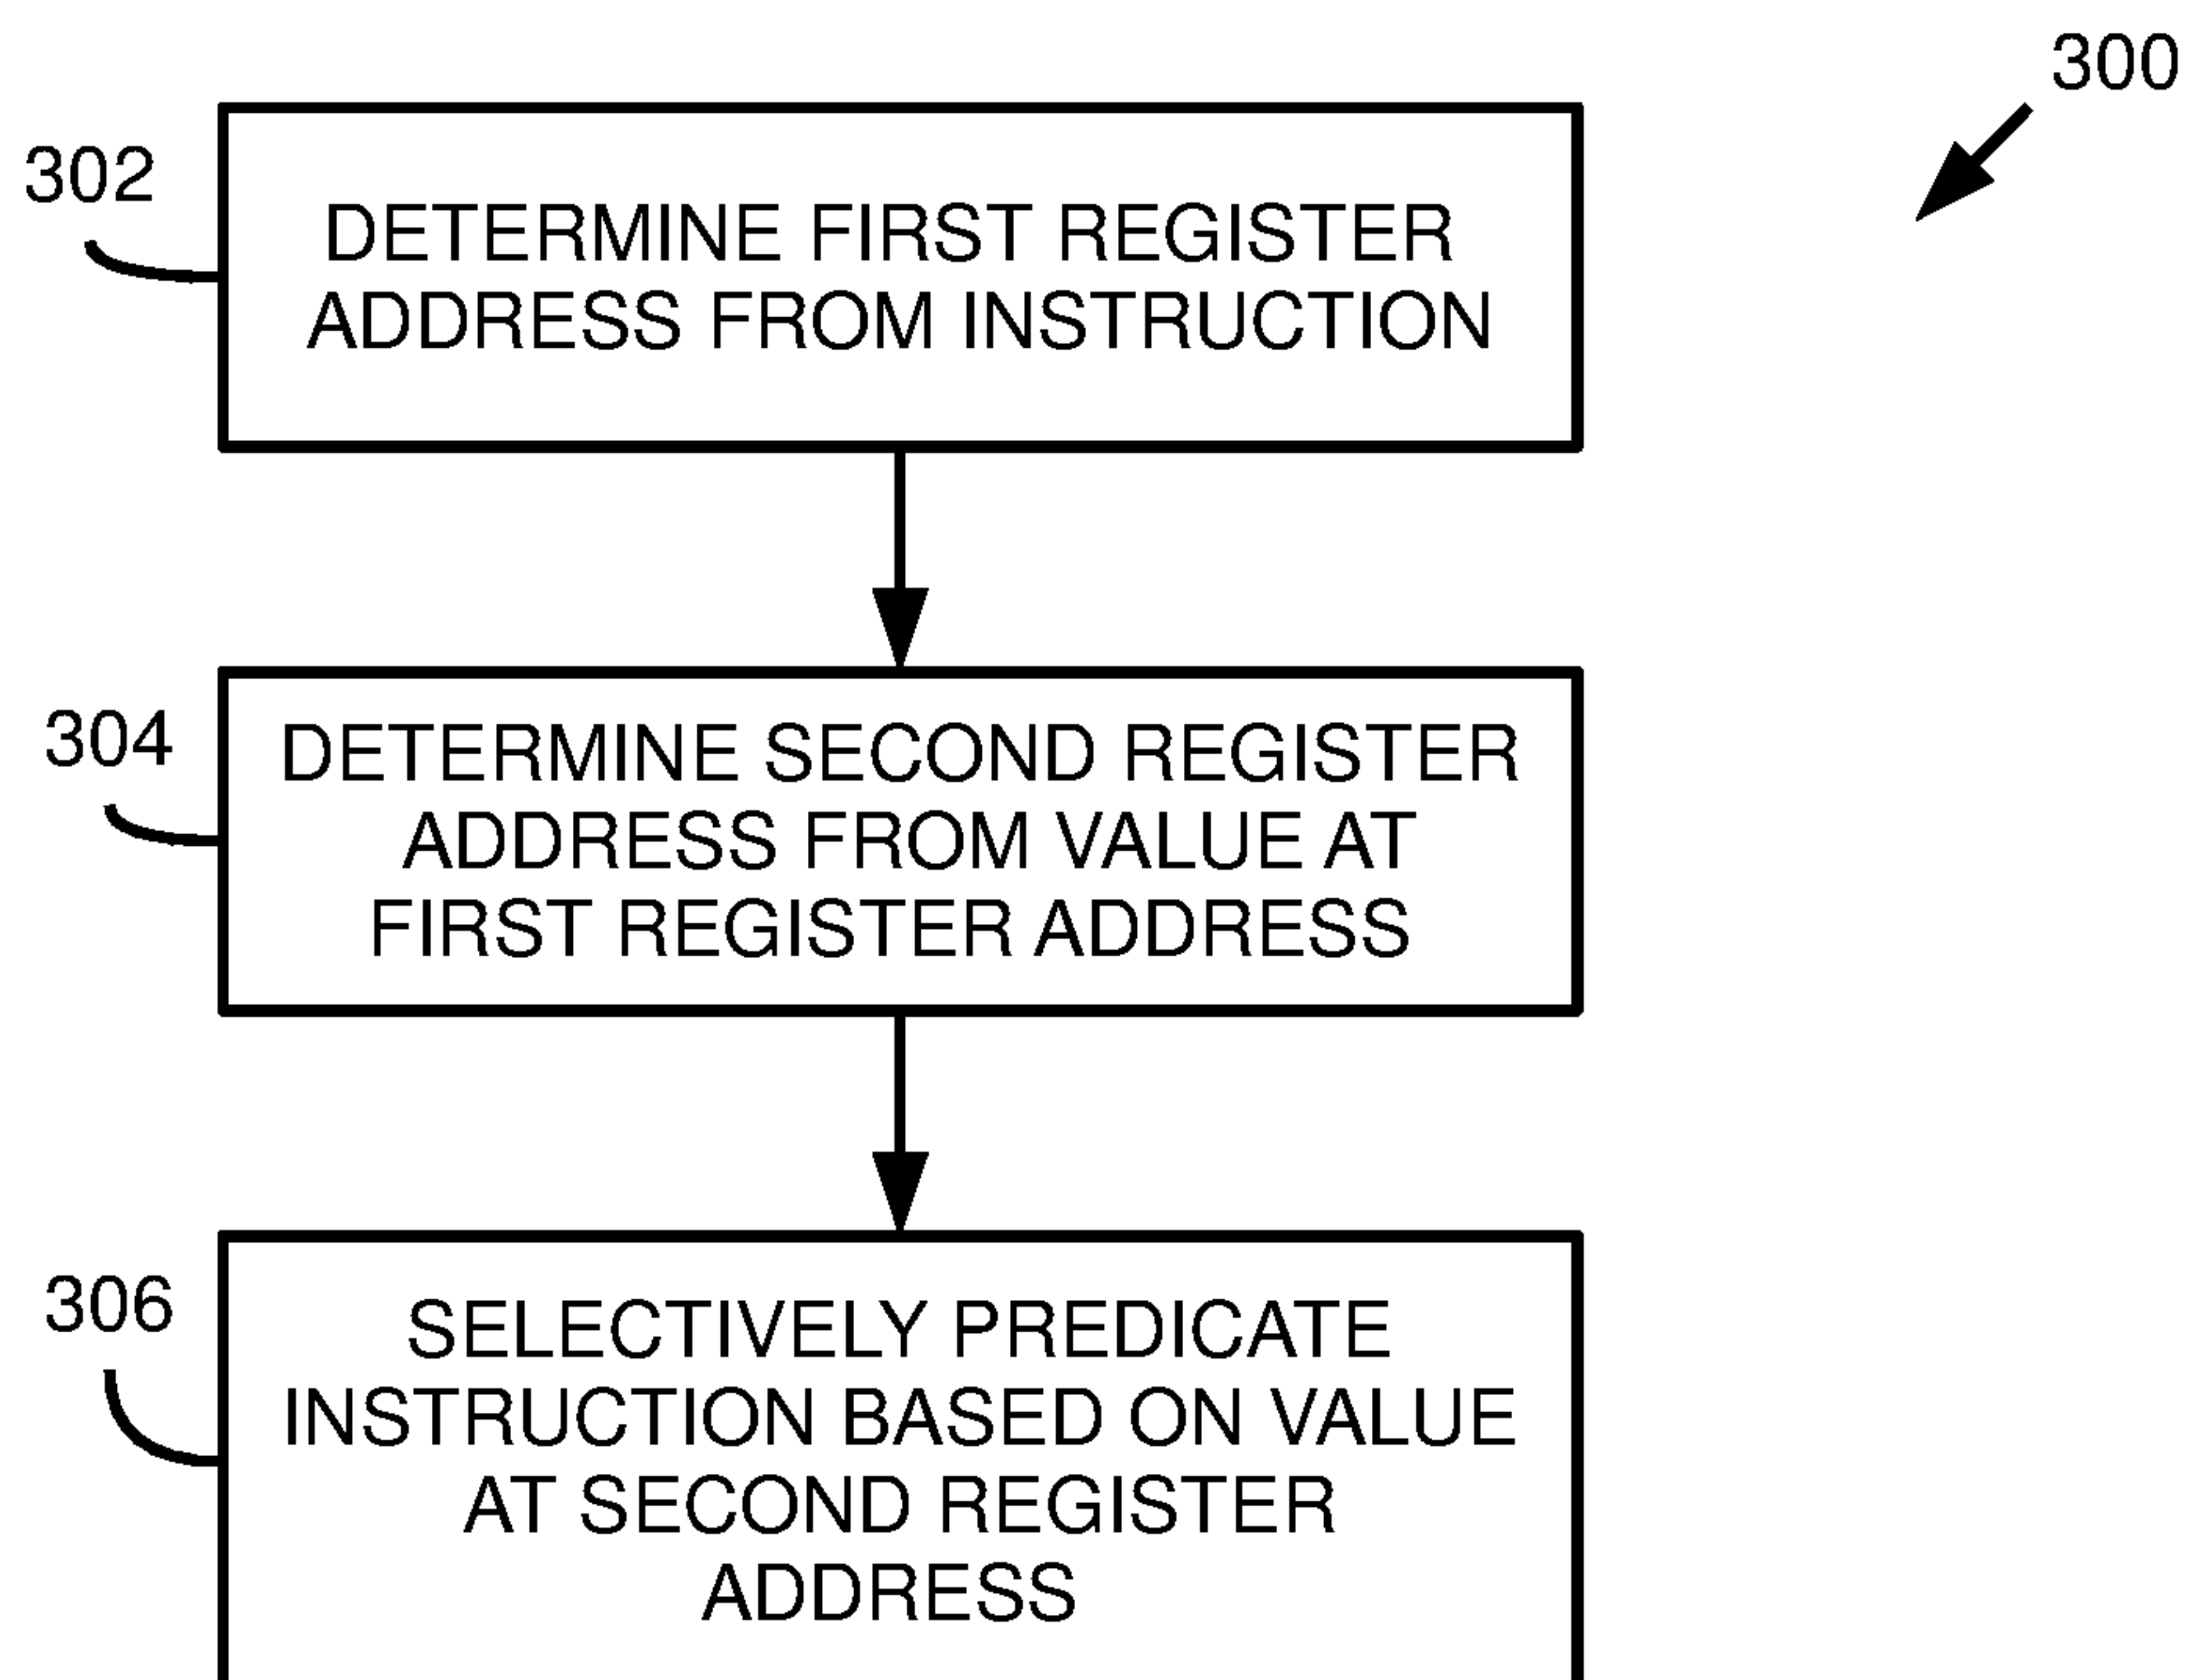 300
302
DETERMINE FIRST REGISTER
ADDRESS FROM INSTRUCTION
304
DETERMINE SECOND REGISTER
ADDRESS FROM VALUE AT
FIRST REGISTER ADDRESS
306
SELECTIVELY PREDICATE
INSTRUCTION BASED ON VALUE
AT SECOND REGISTER
ADDRESS